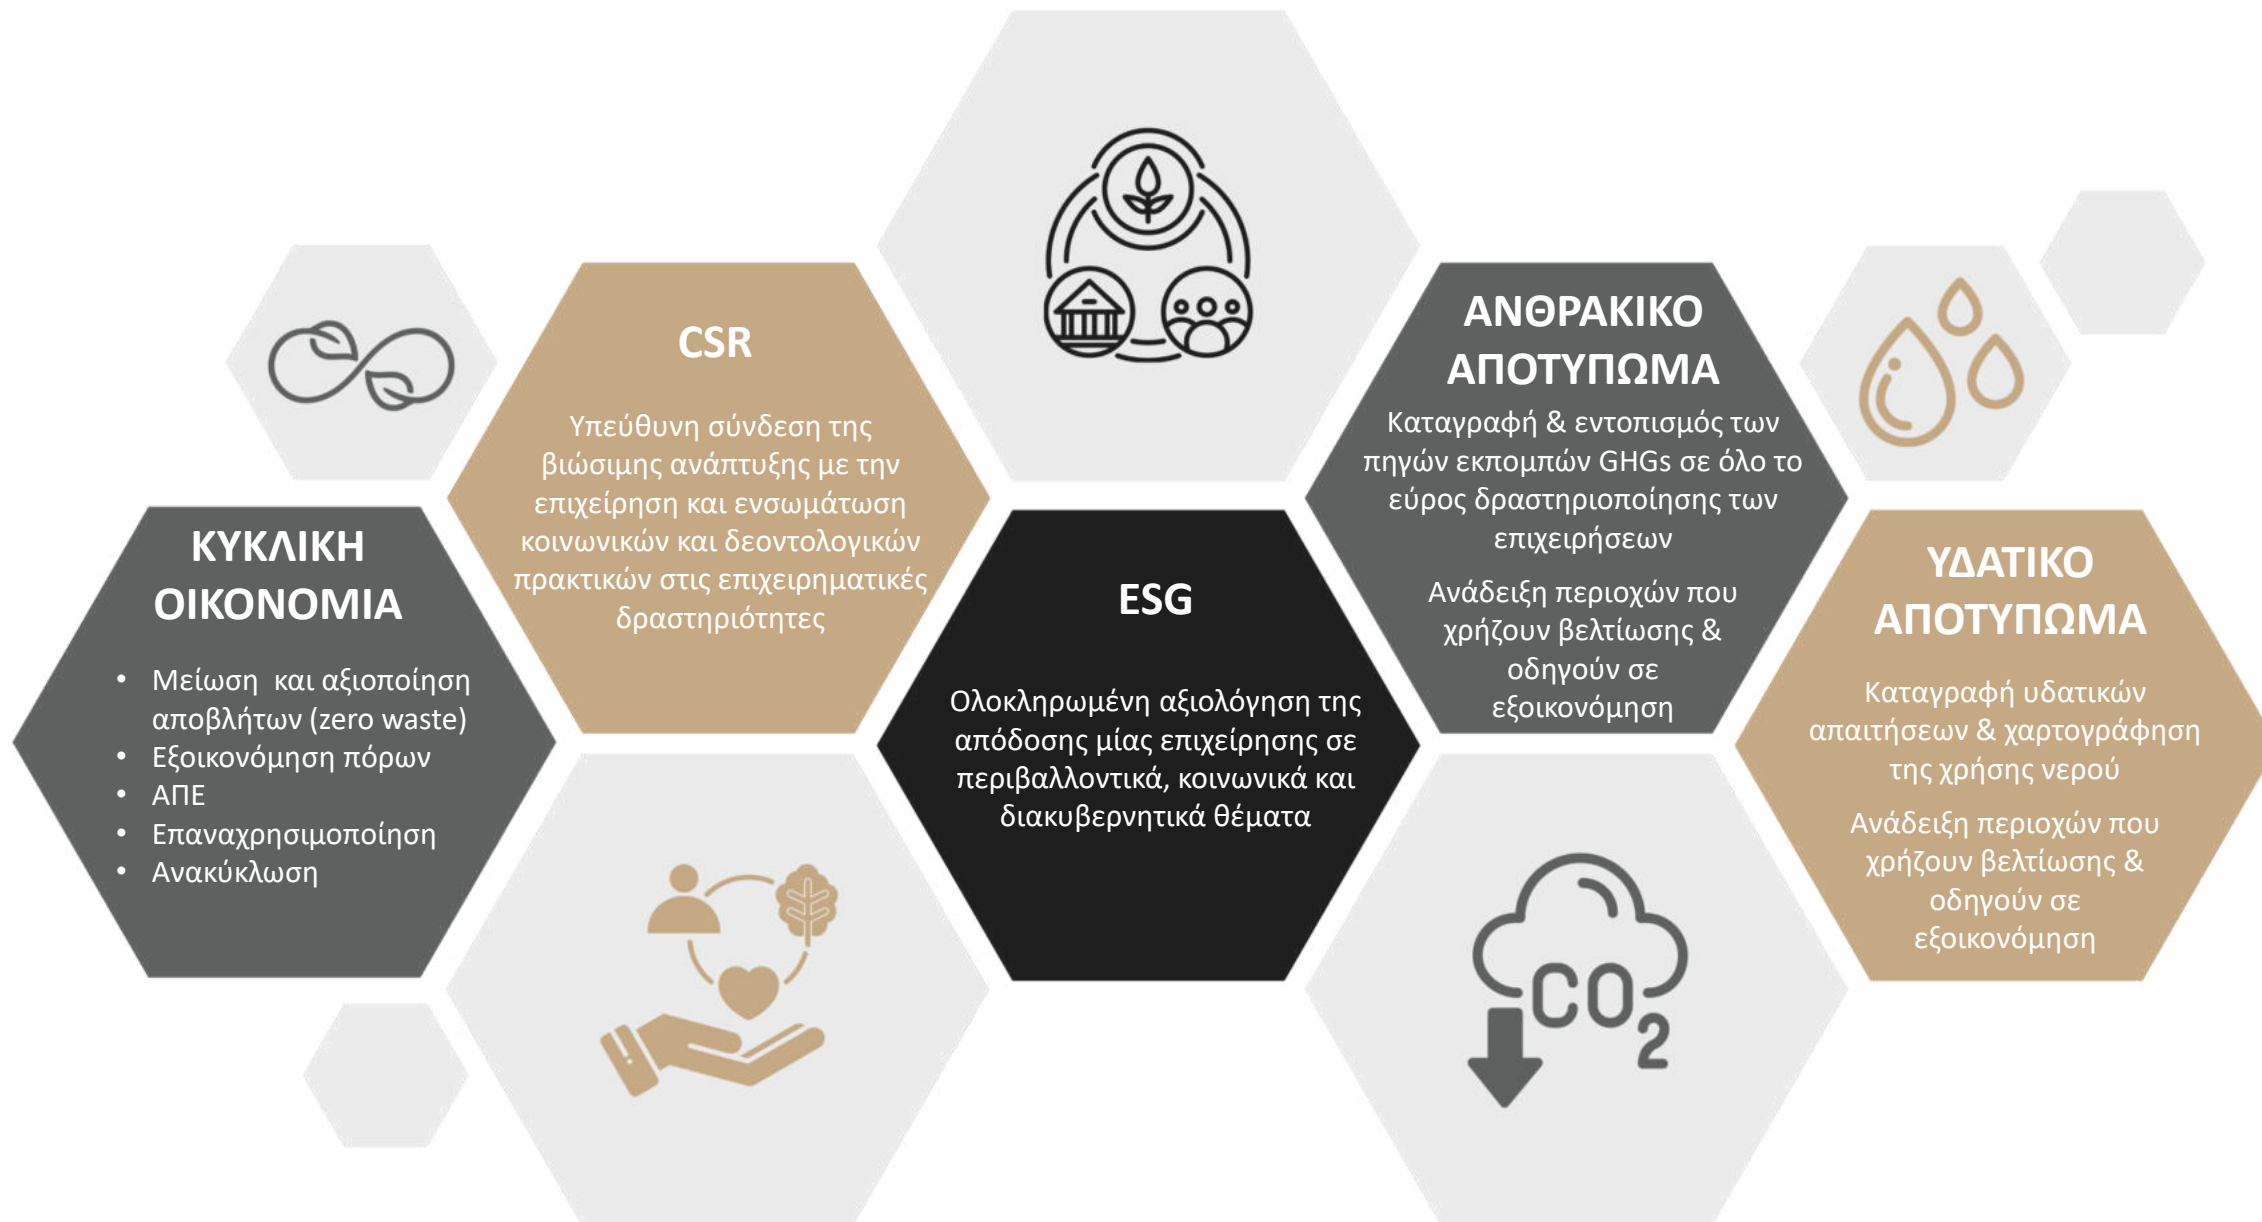 ΚΥΚΛΙΚΗ
ΟΙΚΟΝΟΜΙΑ
• Μείωση και αξιοποίηση
αποβλήτων (zero waste)
• Εξοικονόμηση πόρων
• ΑΠΕ
• Επαναχρησιμοποίηση
• Ανακύκλωση
CSR
Υπεύθυνη σύνδεση της
βιώσιμης ανάπτυξης με την
επιχείρηση και ενσωμάτωση
κοινωνικών και δεοντολογικών
πρακτικών στις επιχειρηματικές
δραστηριότητες
ESG
Ολοκληρωμένη αξιολόγηση της
απόδοσης μίας επιχείρησης σε
περιβαλλοντικά, κοινωνικά και
διακυβερνητικά θέματα
ΑΝΘΡΑΚΙΚΟ
ΑΠΟΤΥΠΩΜΑ
Καταγραφή & εντοπισμός των
πηγών εκπομπών GHGs σε όλο το
εύρος δραστηριοποίησης των
επιχειρήσεων
Ανάδειξη περιοχών που
χρήζουν βελτίωσης &
οδηγούν σε
εξοικονόμηση
CO2
ΥΔΑΤΙΚΟ
ΑΠΟΤΥΠΩΜΑ
Καταγραφή υδατικών
απαιτήσεων & χαρτογράφηση
της χρήσης νερού
Ανάδειξη περιοχών που
χρήζουν βελτίωσης &
οδηγούν σε
εξοικονόμηση